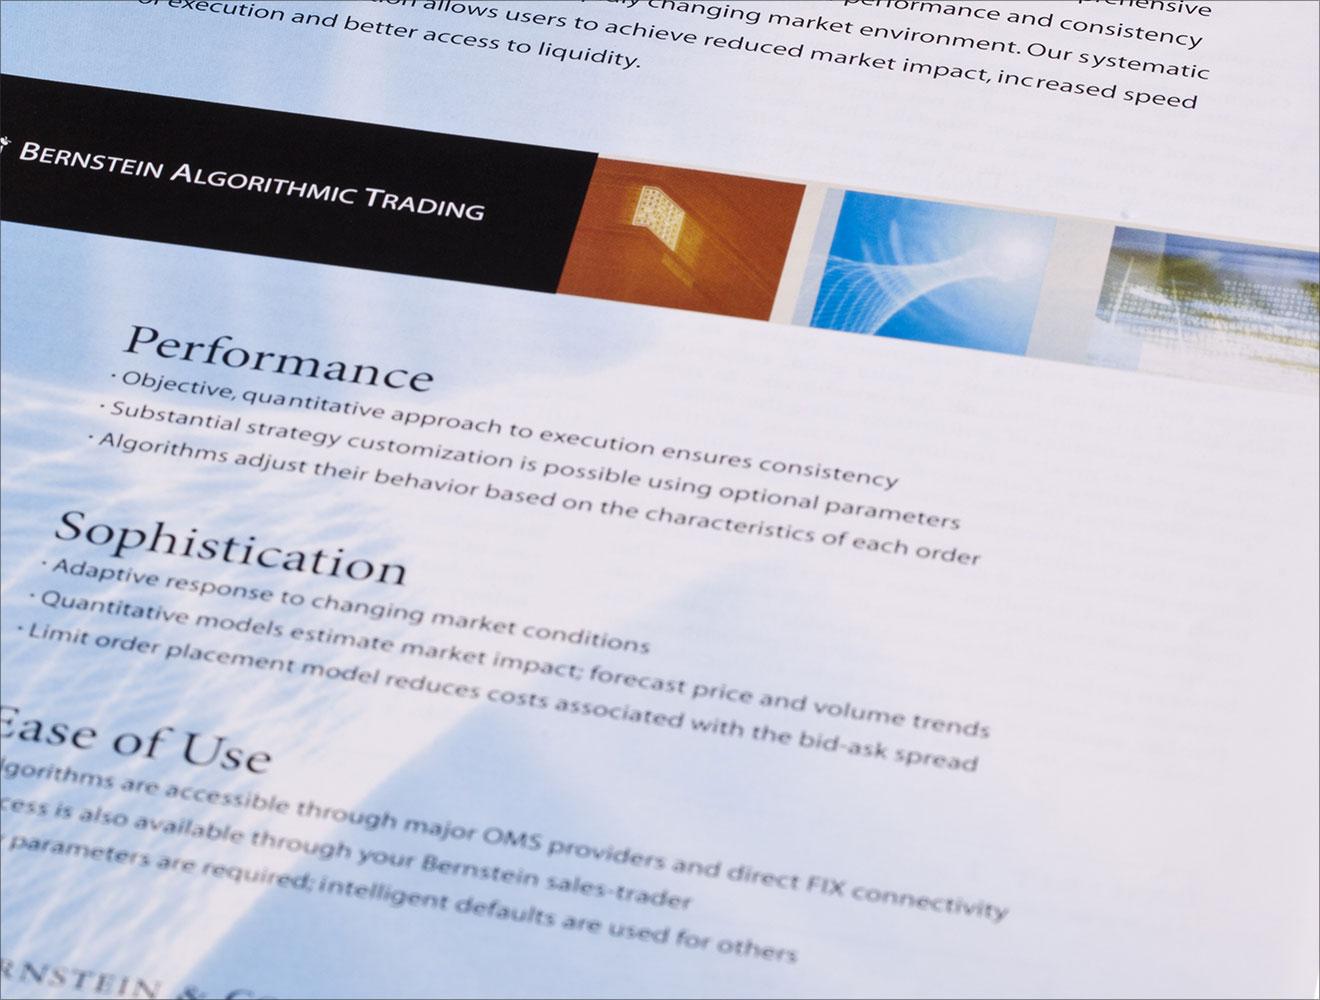 performance and consistency
allows users to achieve reduced market impact, increased speed
changing market environment. Our systematic
execution and better access to liquidity.
BERNSTEIN ALGORITHMIC TRADING
Performance
· Objective, quantitative approach to execution ensures consistency
· Substantial strategy customization is possible using optional parameters
· Algorithms adjust their behavior based on the characteristics of each order
Sophistication
· Adaptive response to changing market conditions
· Quantitative models estimate market impact; forecast price and volume trends
· Limit order placement model reduces costs associated with the bid-ask spread
Ease of Use
lgorithms are accessible through major OMS providers and direct FIX connectivity
cess is also available through your Bernstein sales-trader
parameters are required; intelligent defaults are used for others
RNSTEIN &